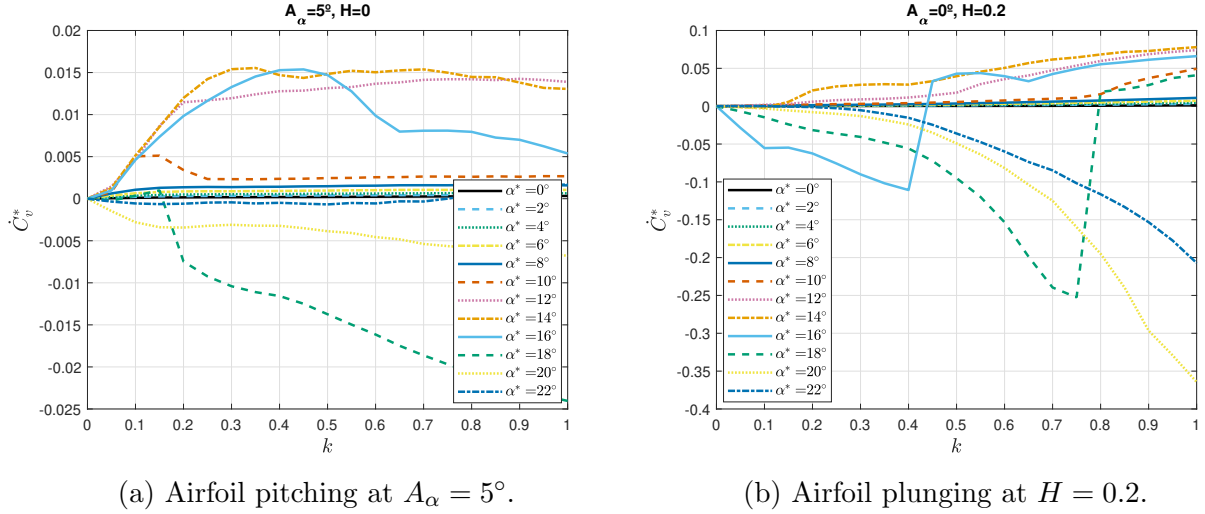 A_α=5º, H=0
0.02
0.015
0.01
0.005
0
-0.005
-0.01
-0.015
-0.02
-0.025
Ċ*_v
0 0.1 0.2 0.3 0.4 0.5 0.6 0.7 0.8 0.9 1
k
α* =0°
α* =2°
α* =4°
α* =6°
α* =8°
α* =10°
α* =12°
α* =14°
α* =16°
α* =18°
α* =20°
α* =22°
(a) Airfoil pitching at A_α = 5°.
A_α=0º, H=0.2
0.1
0.05
0
-0.05
-0.1
-0.15
-0.2
-0.25
-0.3
-0.35
-0.4
Ċ*_v
0 0.1 0.2 0.3 0.4 0.5 0.6 0.7 0.8 0.9 1
k
α* =0°
α* =2°
α* =4°
α* =6°
α* =8°
α* =10°
α* =12°
α* =14°
α* =16°
α* =18°
α* =20°
α* =22°
(b) Airfoil plunging at H = 0.2.